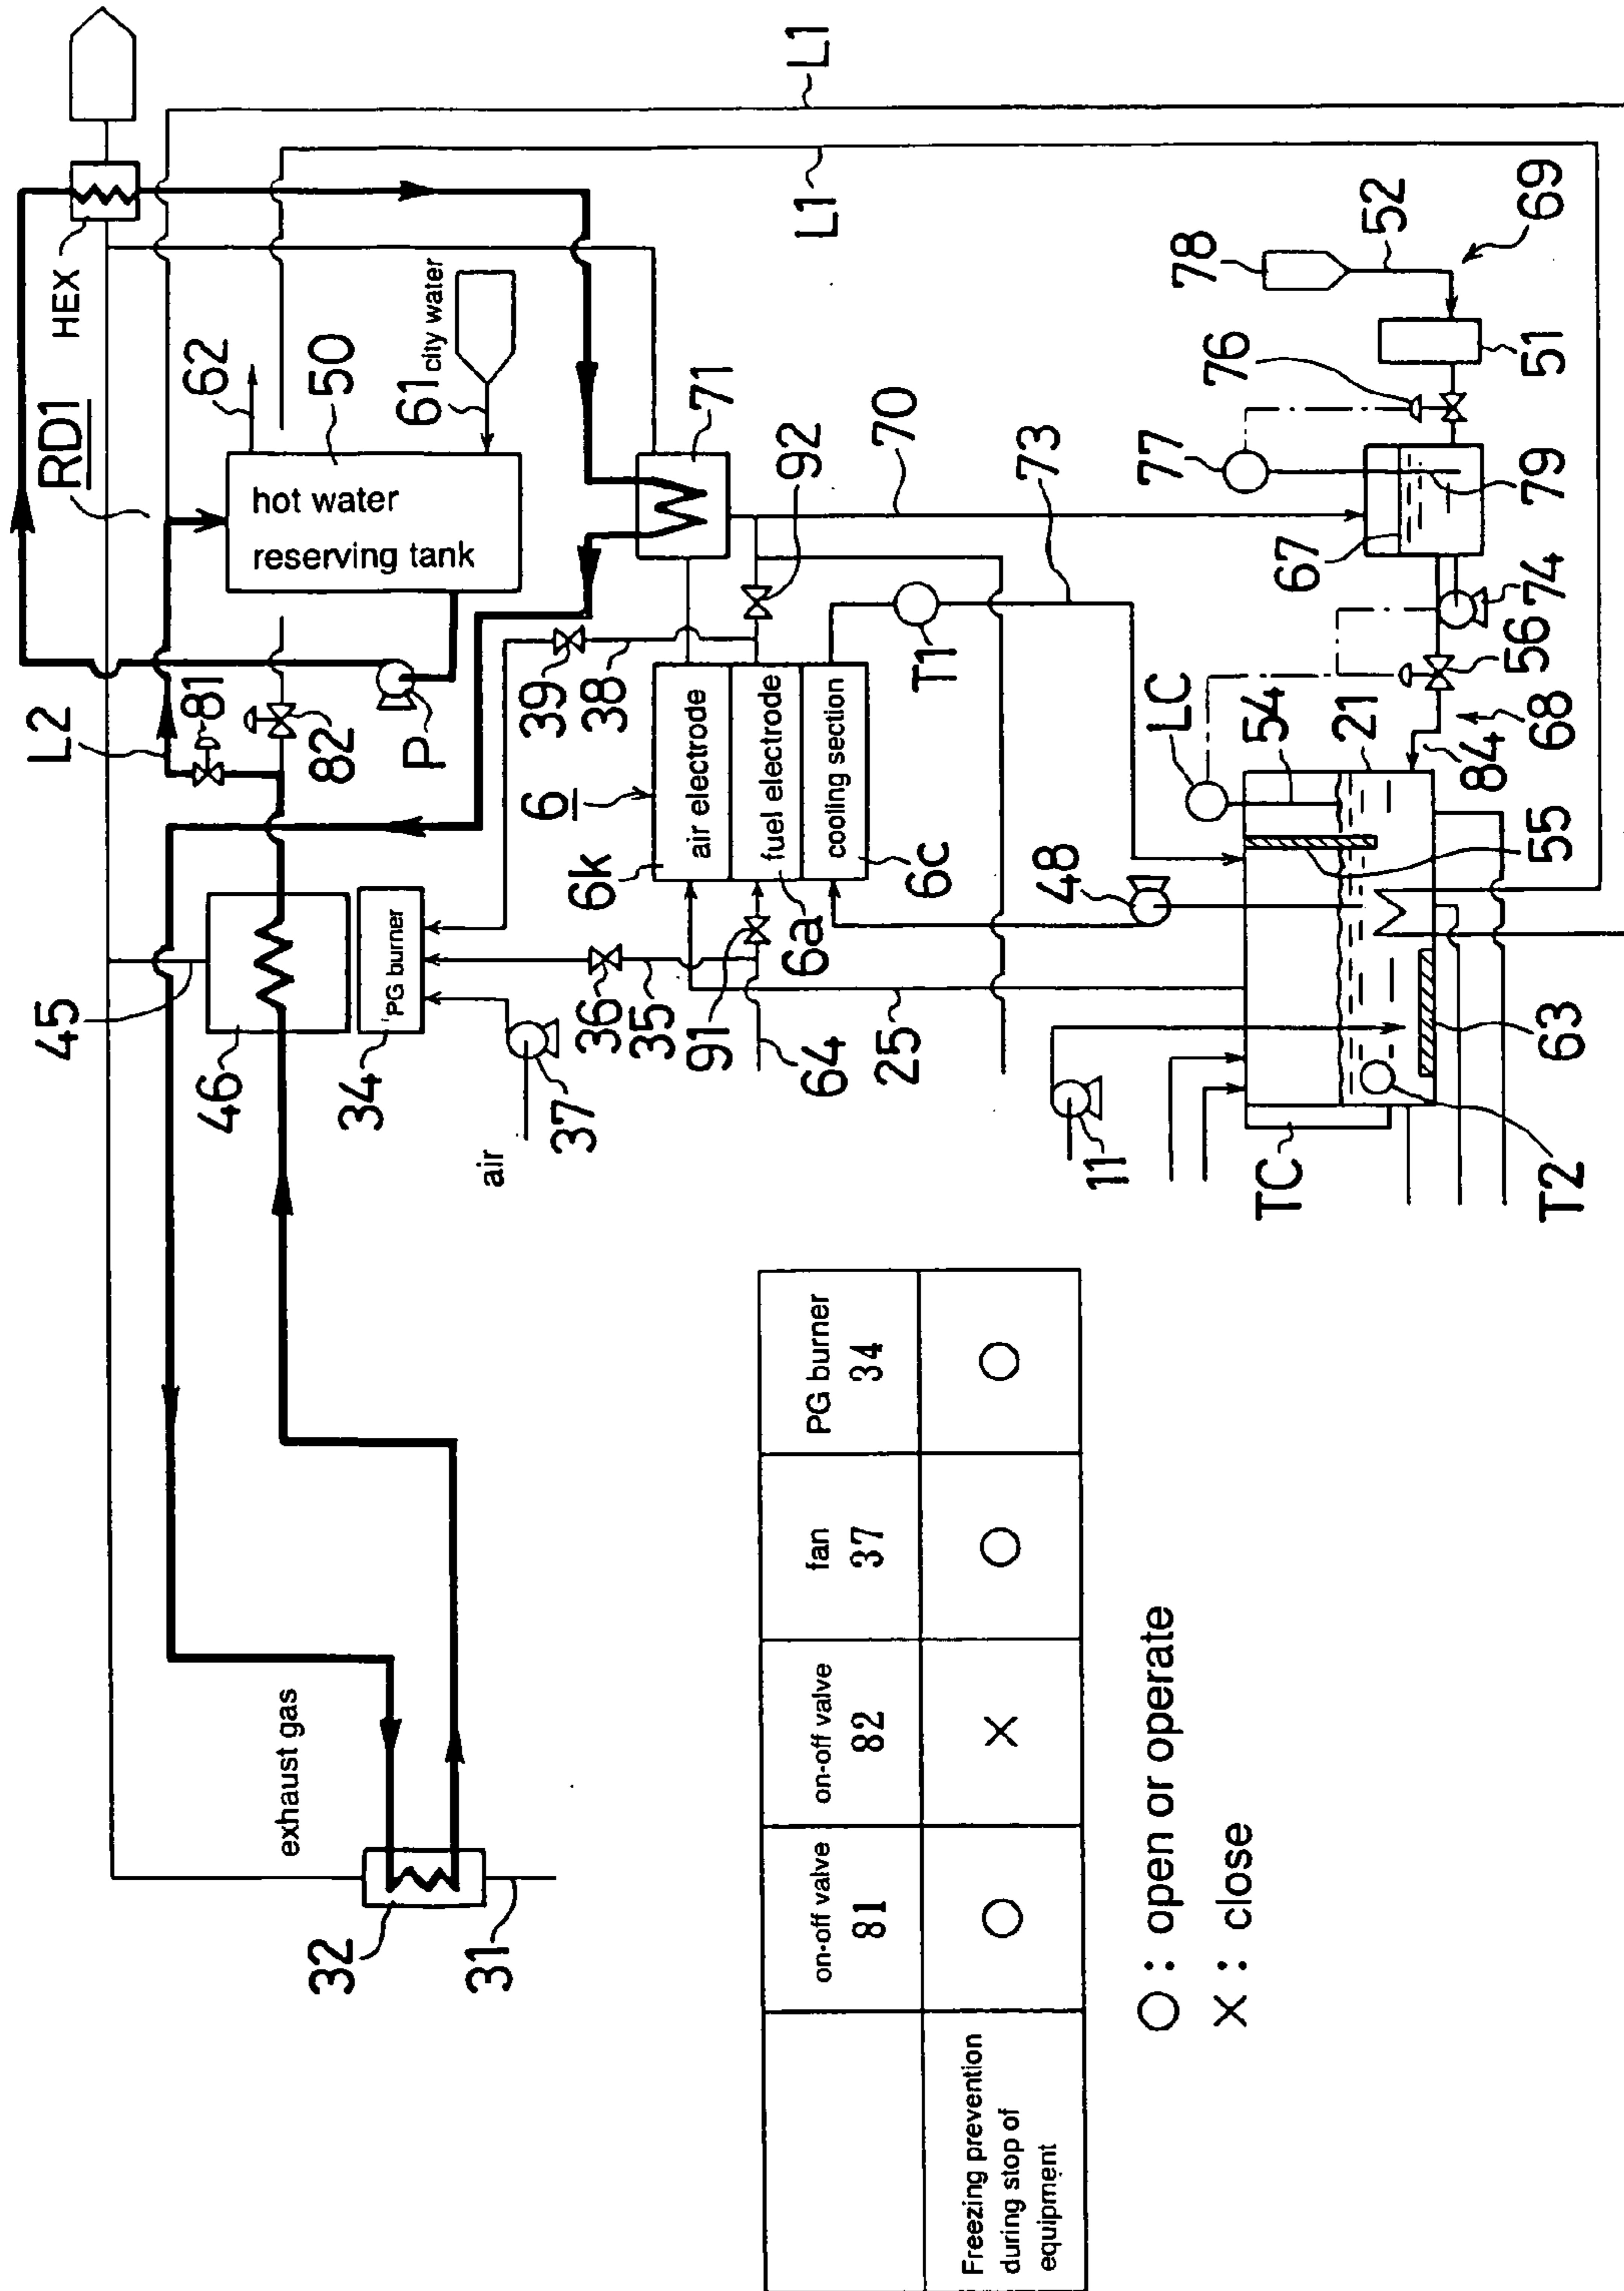 45
46
34
PG burner
air
37
L2
81
82
P
RD1
HEX
hot water
reserving tank
62
50
61 city water
L1
L1
exhaust gas
32
31
39
38
36
35
91
64
25
6
6k
6a
6c
air electrode
fuel electrode
cooling section
71
92
70
73
T1
48
11
TC
T2
63
55
21
54
LC
84
68
56
74
67
77
79
76
78
52
51
69
on-off valve
81
on-off valve
82
fan
37
PG burner
34
Freezing prevention
during stop of
equipment
○ × ○ ○
○ : open or operate
× : close